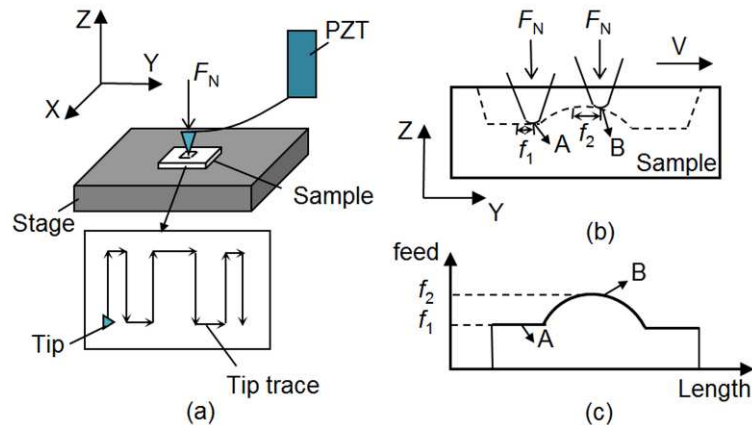 Z
Y
X
F_N
PZT
Sample
Stage
Tip
Tip trace
(a)
F_N F_N
V
Z
Y
f_1 A f_2 B
Sample
(b)
feed
f_2
f_1
A
B
Length
(c)